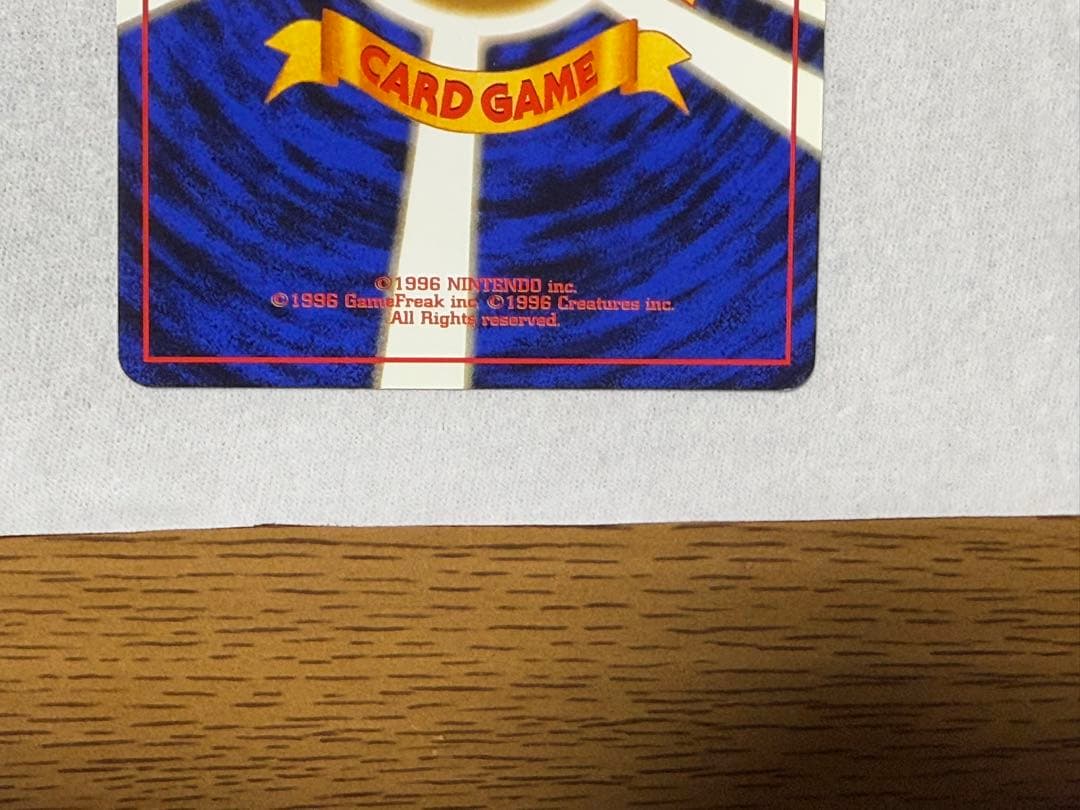 CARD GAME
©1996 NINTENDO inc.
©1996 GameFreak inc. ©1996 Creatures inc.
All Rights reserved.